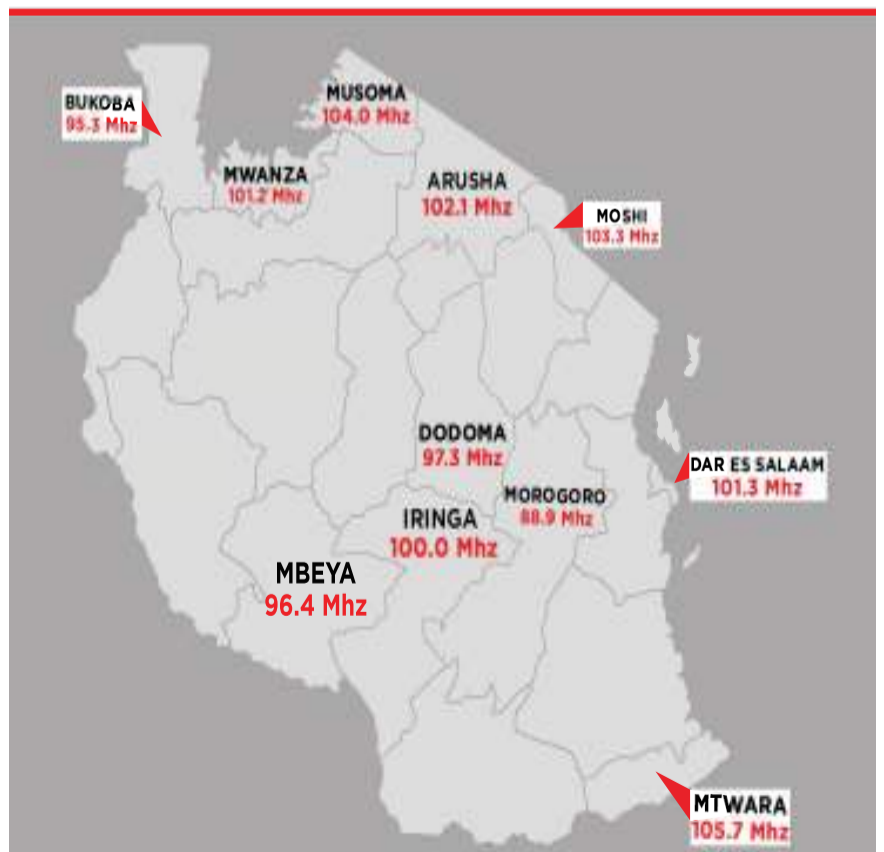 BUKOBA
95.3 Mhz
MUSOMA
104.0 Mhz
MWANZA
101.2 Mhz
ARUSHA
102.1 Mhz
MOSHI
103.3 Mhz
DODOMA
97.3 Mhz
DAR ES SALAAM
101.3 Mhz
MOROGORO
88.9 Mhz
IRINGA
100.0 Mhz
MBEYA
96.4 Mhz
MTWARA
105.7 Mhz